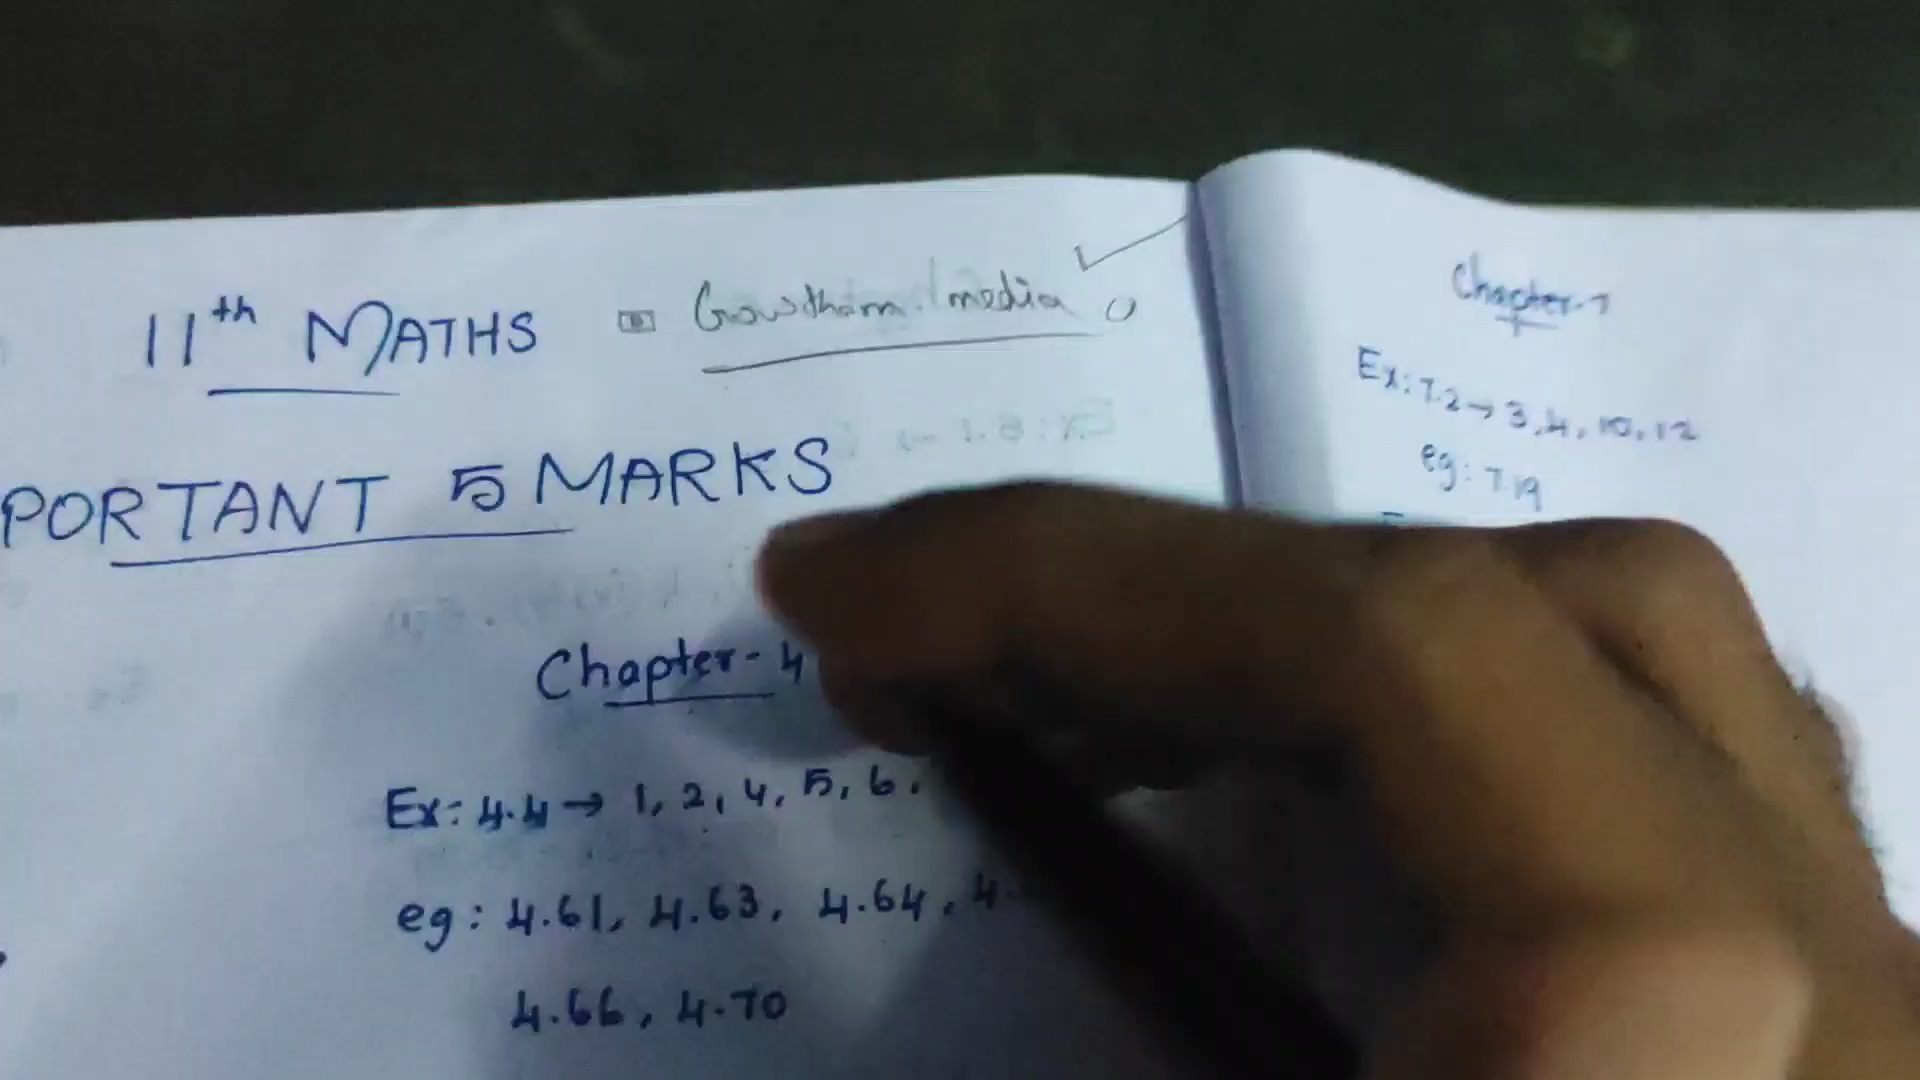 11th MATHS Gowtham media
PORTANT 5 MARKS
Chapter-4
Ex: 4.4 → 1, 2, 4, 5, 6,
eg: 4.61, 4.63, 4.64, 4.
4.66, 4.70
Chapter-7
Ex: 7.2 → 3, 4, 10, 12
eg: 7.19